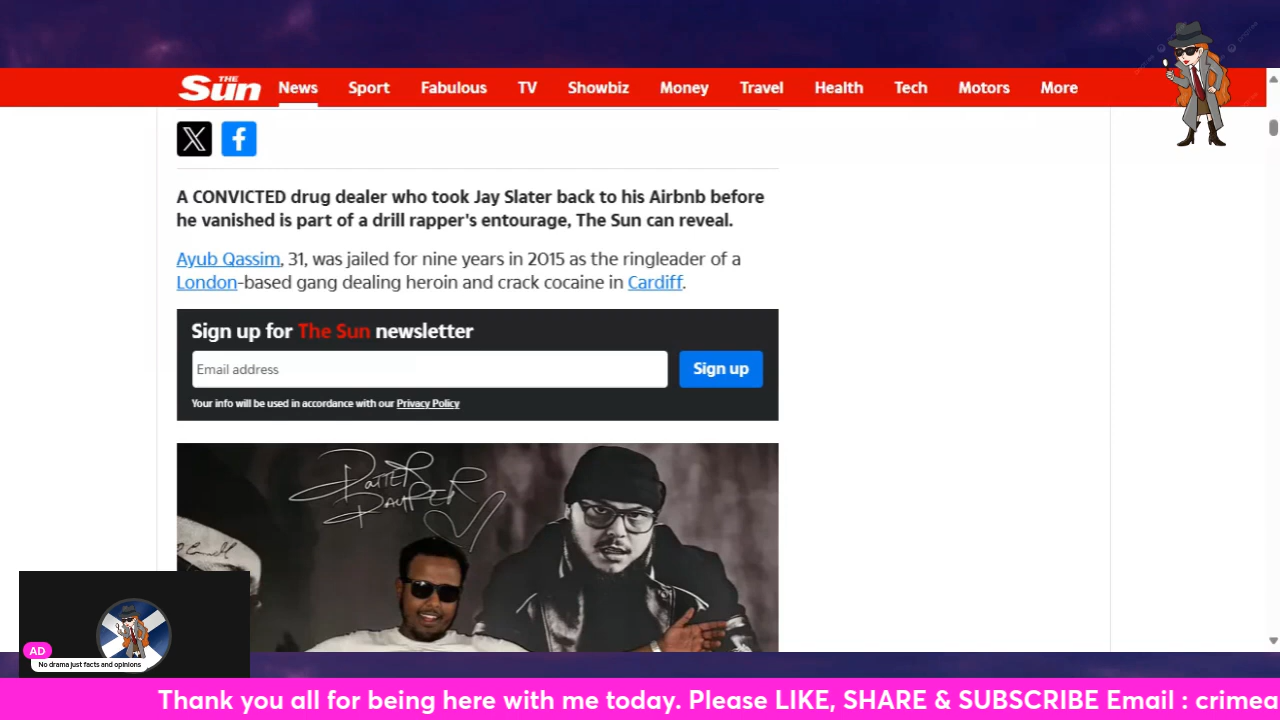 THE Sun
News Sport Fabulous TV Showbiz Money Travel Health Tech Motors More
A CONVICTED drug dealer who took Jay Slater back to his Airbnb before
he vanished is part of a drill rapper's entourage, The Sun can reveal.
Ayub Qassim, 31, was jailed for nine years in 2015 as the ringleader of a
London-based gang dealing heroin and crack cocaine in Cardiff.
Sign up for The Sun newsletter
Email address
Sign up
Your info will be used in accordance with our Privacy Policy
AD
No drama just facts and opinions
Thank you all for being here with me today. Please LIKE, SHARE & SUBSCRIBE Email : crimea